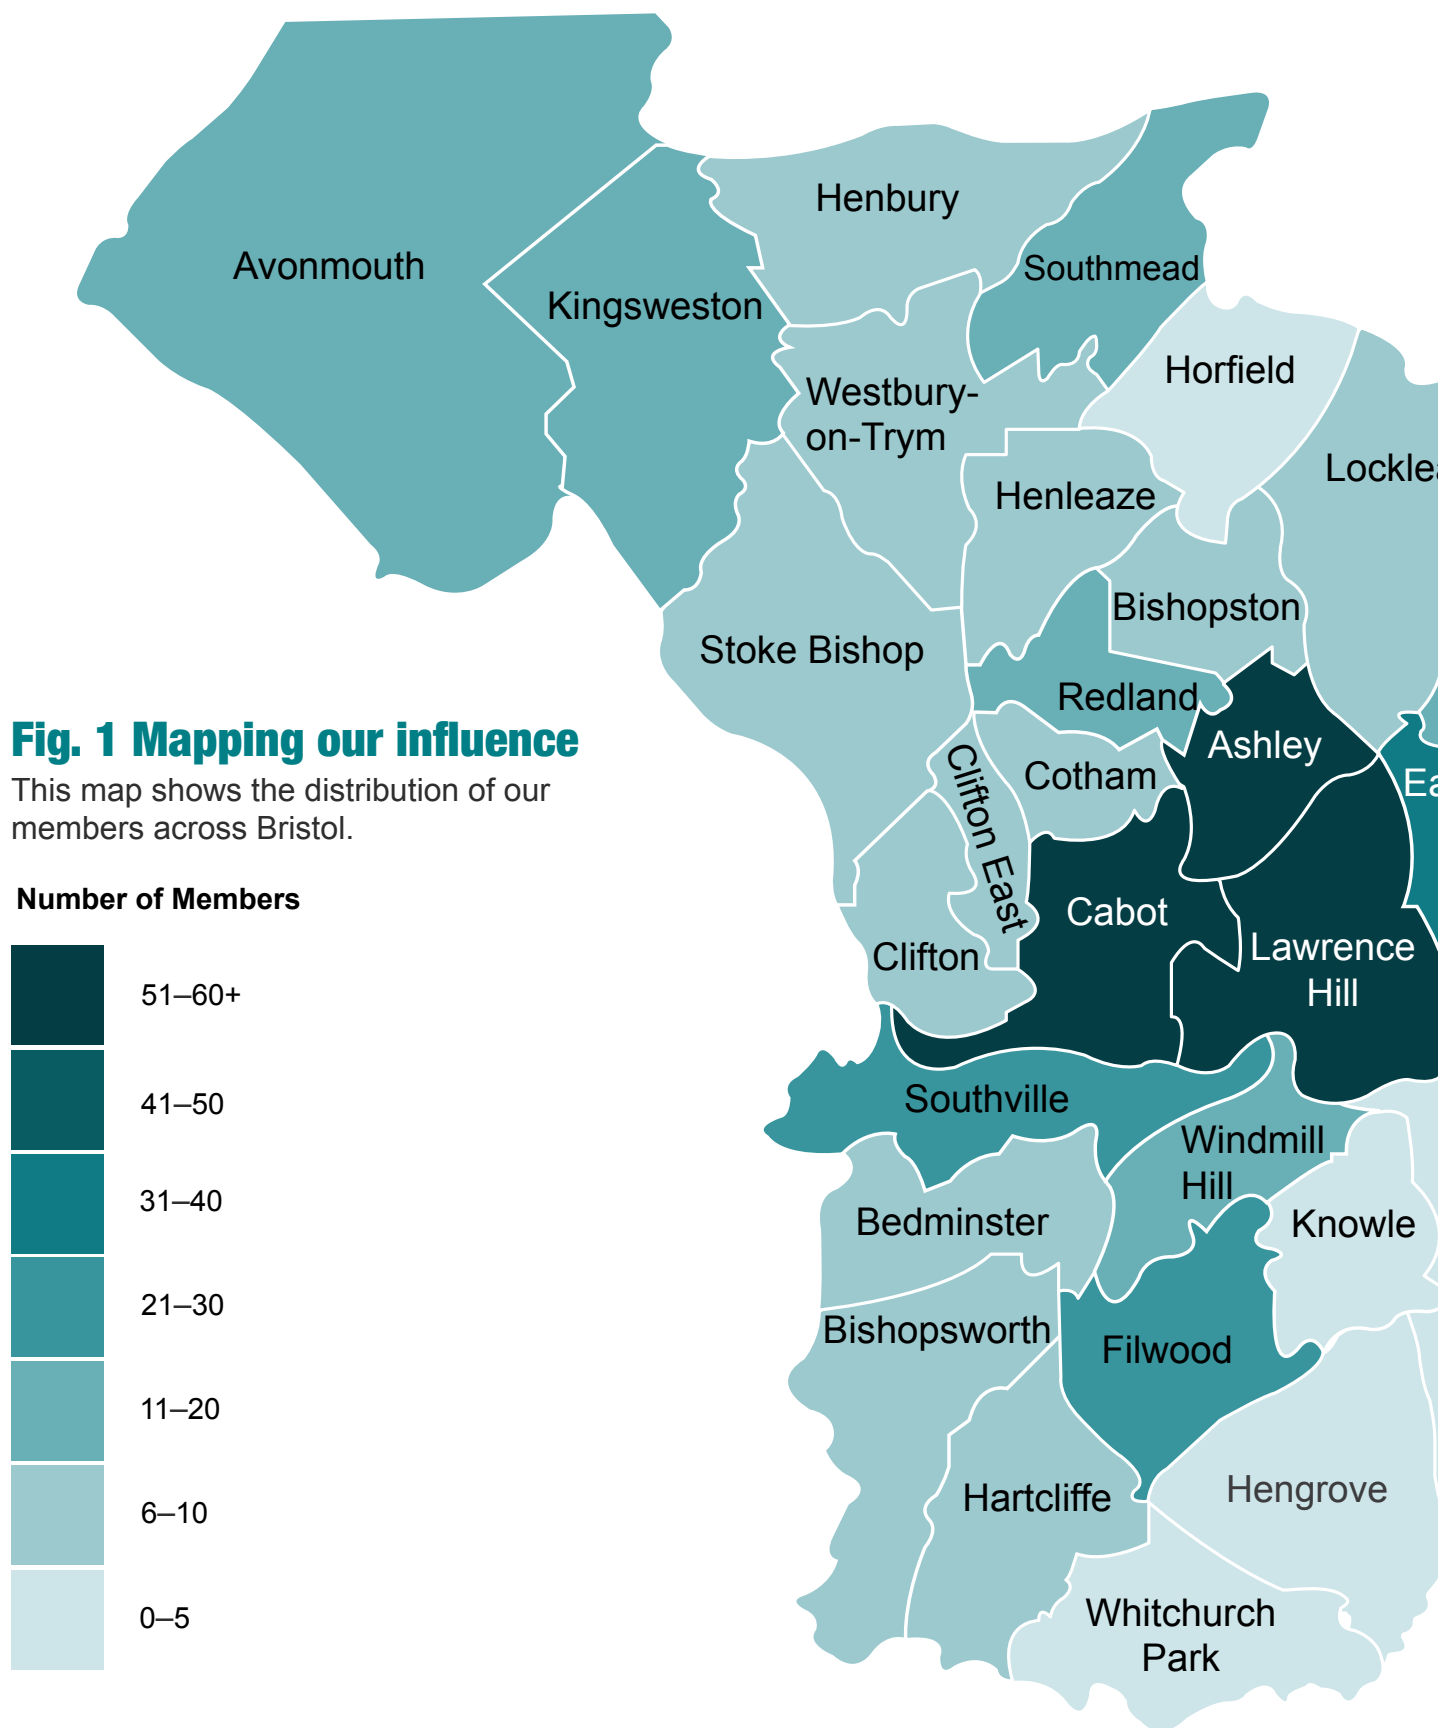 Henbury
Avonmouth
Southmead
Kingsweston
Horfield
Westbury-
on-Trym
Henleaze
Bishopston
Stoke Bishop
Redland
Fig. 1 Mapping our influence
This map shows the distribution of our
members across Bristol.
Ashley
Cotham
Clifton East
Cabot
Clifton
Lawrence
Hill
Number of Members
51–60+
41–50
31–40
21–30
11–20
6–10
0–5
Southville
Windmill
Hill
Bedminster
Knowle
Bishopsworth
Filwood
Hartcliffe
Hengrove
Whitchurch
Park